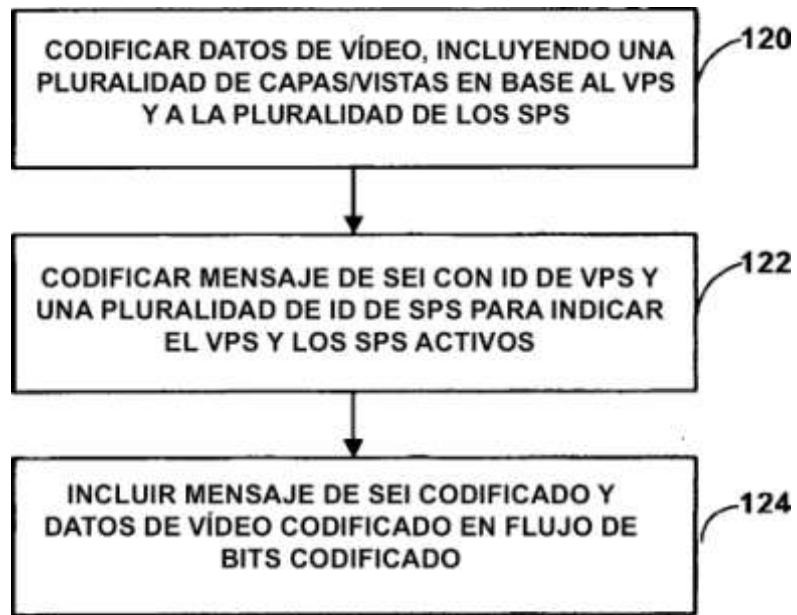 CODIFICAR DATOS DE VÍDEO, INCLUYENDO UNA
PLURALIDAD DE CAPAS/VISTAS EN BASE AL VPS
Y A LA PLURALIDAD DE LOS SPS
120
CODIFICAR MENSAJE DE SEI CON ID DE VPS Y
UNA PLURALIDAD DE ID DE SPS PARA INDICAR
EL VPS Y LOS SPS ACTIVOS
122
INCLUIR MENSAJE DE SEI CODIFICADO Y
DATOS DE VÍDEO CODIFICADO EN FLUJO DE
BITS CODIFICADO
124